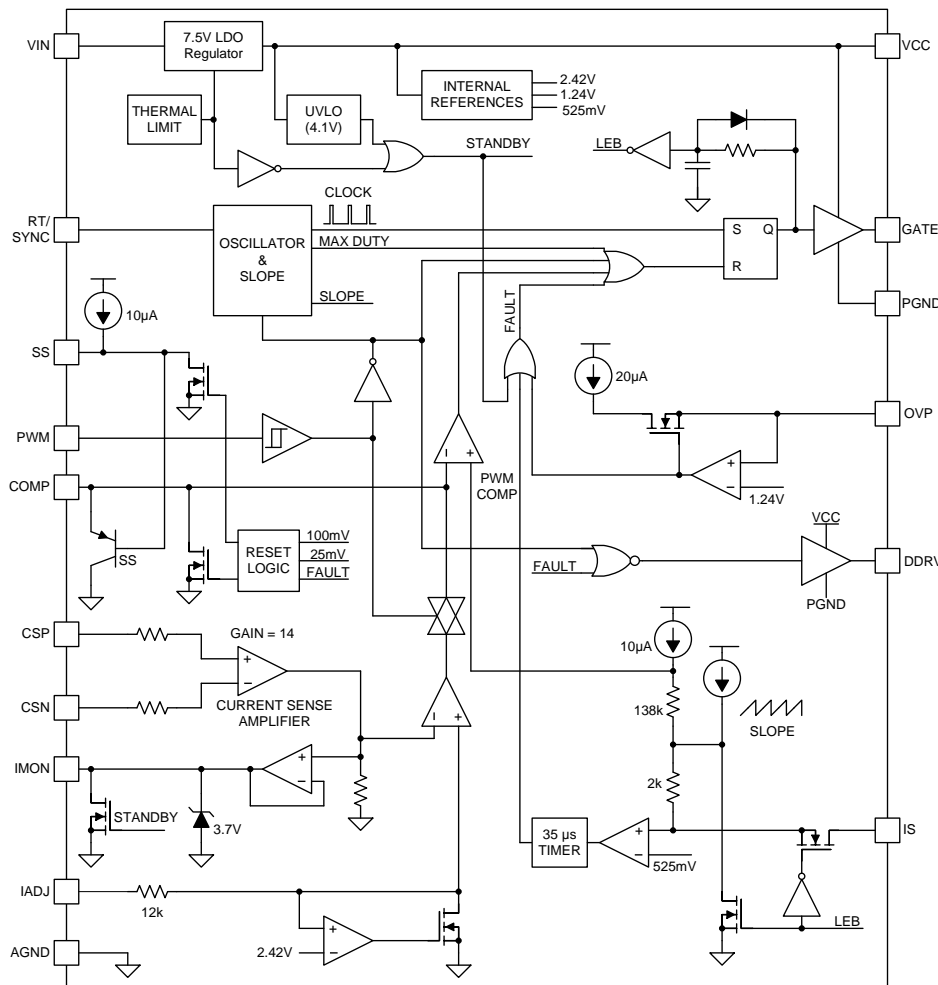 VIN
7.5V LDO
Regulator
VCC
THERMAL
LIMIT
UVLO
(4.1V)
INTERNAL
REFERENCES
2.42V
1.24V
525mV
STANDBY
LEB
CLOCK
RT/
SYNC
OSCILLATOR
&
SLOPE
MAX DUTY
SLOPE
S
Q
R
GATE
PGND
10µA
FAULT
SS
20µA
OVP
PWM
+
−
1.24V
COMP
−
+
PWM
COMP
SS
RESET
LOGIC
100mV
25mV
FAULT
FAULT
VCC
DDRV
PGND
CSP
GAIN = 14
+
−
CSN
CURRENT SENSE
AMPLIFIER
10µA
138k
SLOPE
−
+
IMON
+
−
STANDBY
3.7V
2k
35 µs
TIMER
+
−
525mV
IS
IADJ
12k
LEB
AGND
+
−
2.42V